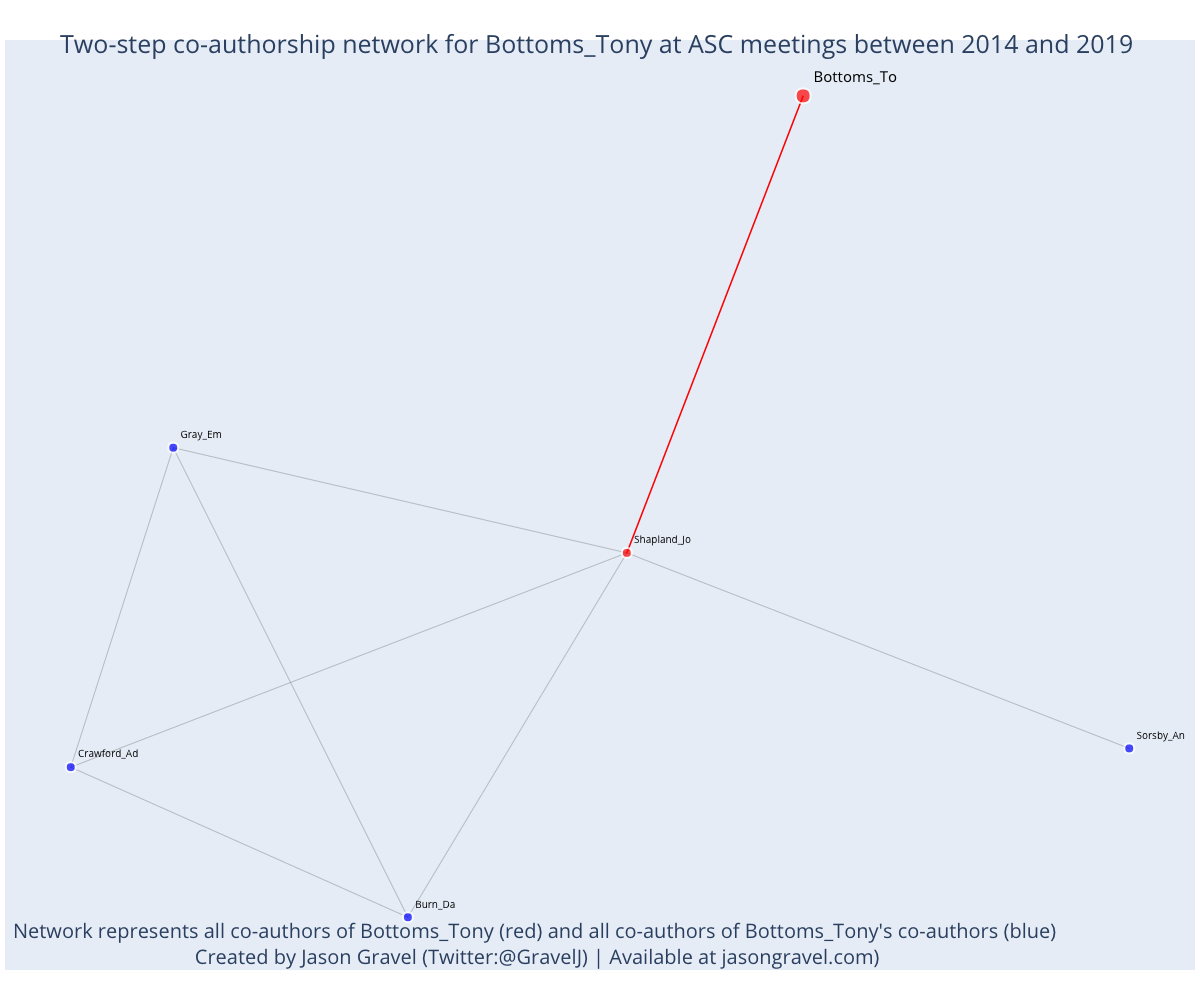 Two-step co-authorship network for Bottoms_Tony at ASC meetings between 2014 and 2019
Bottoms_To
Gray_Em
Shapland_Jo
Sorsby_An
Crawford_Ad
Burn_Da
Network represents all co-authors of Bottoms_Tony (red) and all co-authors of Bottoms_Tony's co-authors (blue)
Created by Jason Gravel (Twitter:@GravelJ) | Available at jasongravel.com)